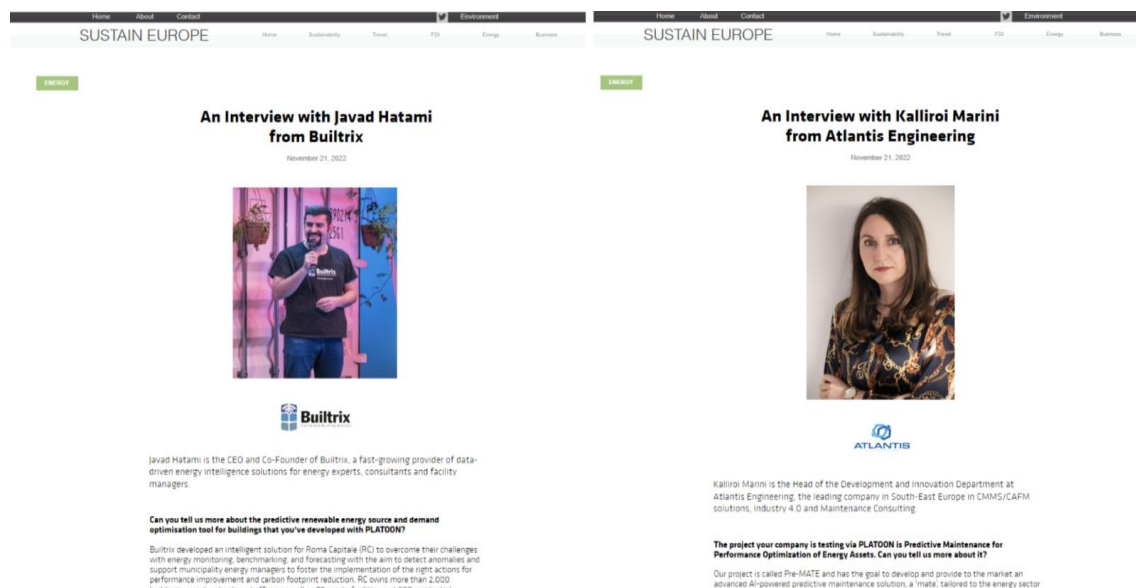 Home About Contact Environment
SUSTAIN EUROPE Home Sustainability Travel FDI Energy Business
ENERGY
An Interview with Javad Hatami
from Builtrix
November 21, 2022
Builtrix
Builtrix
Javad Hatami is the CEO and Co-Founder of Builtrix, a fast-growing provider of data-
driven energy intelligence solutions for energy experts, consultants and facility
managers.
Can you tell us more about the predictive renewable energy source and demand
optimisation tool for buildings that you've developed with PLATOON?
Builtrix developed an intelligent solution for Roma Capitale (RC) to overcome their challenges
with energy monitoring, benchmarking, and forecasting with the aim to detect anomalies and
support municipality energy managers to foster the implementation of the right actions for
performance improvement and carbon footprint reduction. RC owns more than 2,000
Home About Contact Environment
SUSTAIN EUROPE Home Sustainability Travel FDI Energy Business
ENERGY
An Interview with Kalliroi Marini
from Atlantis Engineering
November 21, 2022
ATLANTIS
Kalliroi Marini is the Head of the Development and Innovation Department at
Atlantis Engineering, the leading company in South-East Europe in CMMS/CAFM
solutions, Industry 4.0 and Maintenance Consulting.
The project your company is testing via PLATOON is Predictive Maintenance for
Performance Optimization of Energy Assets. Can you tell us more about it?
Our project is called Pre-MATE and has the goal to develop and provide to the market an
advanced AI-powered predictive maintenance solution, a 'mate, tailored to the energy sector